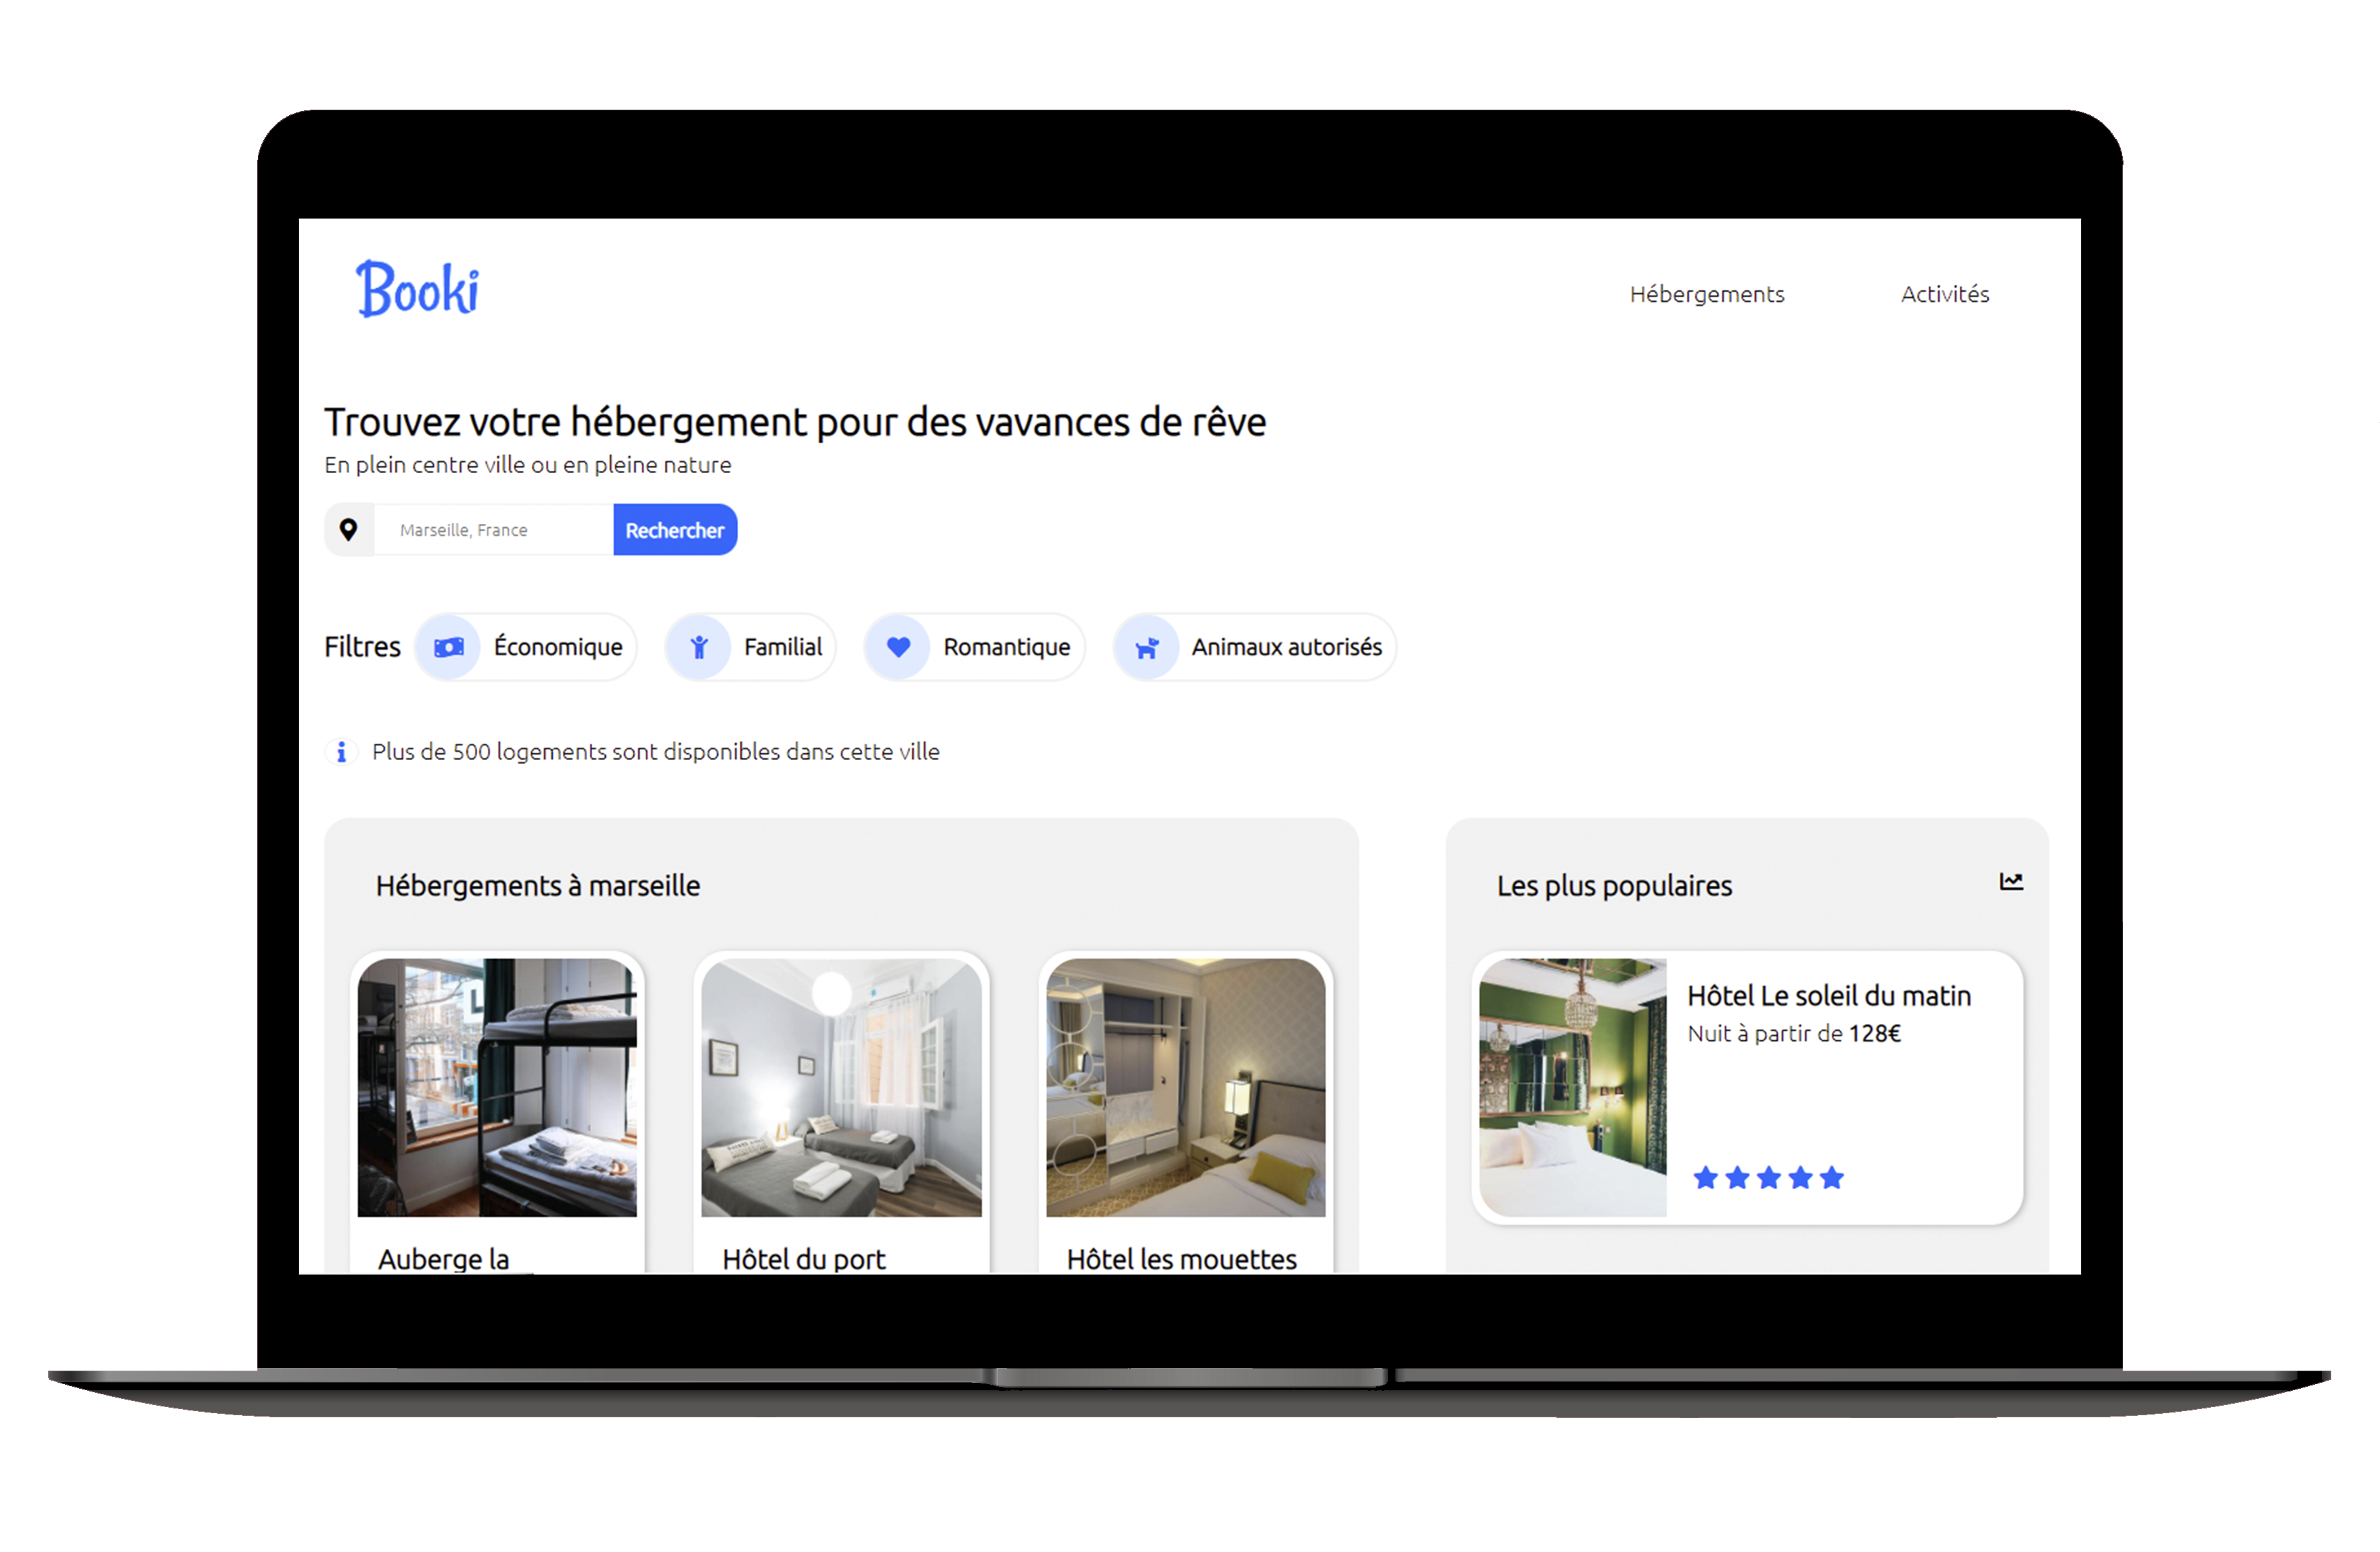 Booki
Hébergements
Activités
Trouvez votre hébergement pour des vavances de rêve
En plein centre ville ou en pleine nature
Marseille, France
Rechercher
Filtres
Économique
Familial
Romantique
Animaux autorisés
Plus de 500 logements sont disponibles dans cette ville
Hébergements à marseille
Les plus populaires
Hôtel Le soleil du matin
Nuit à partir de 128€
Auberge la
Hôtel du port
Hôtel les mouettes